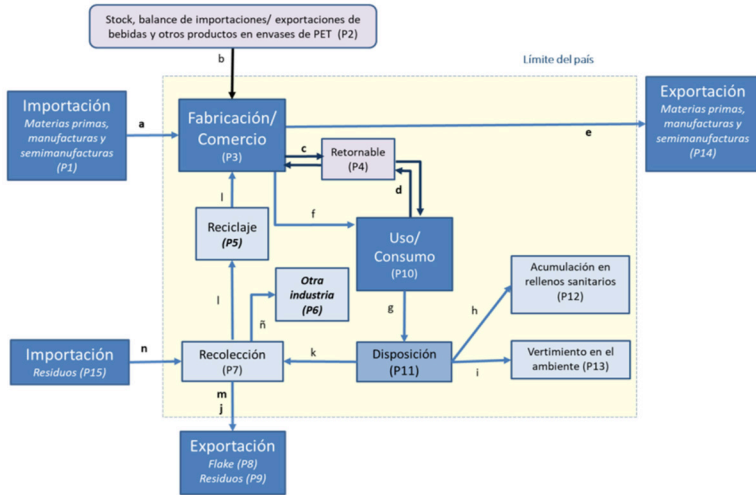 Stock, balance de importaciones/ exportaciones de
bebidas y otros productos en envases de PET (P2)
b
Límite del país
Importación
Materias primas,
manufacturas y
semimanufacturas
(P1)
a
Fabricación/
Comercio
(P3)
e
Exportación
Materias primas,
manufacturas y
semimanufacturas
(P14)
c
Retornable
(P4)
d
l
f
Reciclaje
(P5)
Uso/
Consumo
(P10)
l
Otra
industria
(P6)
ñ
g
h
Acumulación en
rellenos sanitarios
(P12)
Importación
Residuos (P15)
n
Recolección
(P7)
k
Disposición
(P11)
i
Vertimiento en el
ambiente (P13)
m
j
Exportación
Flake (P8)
Residuos (P9)